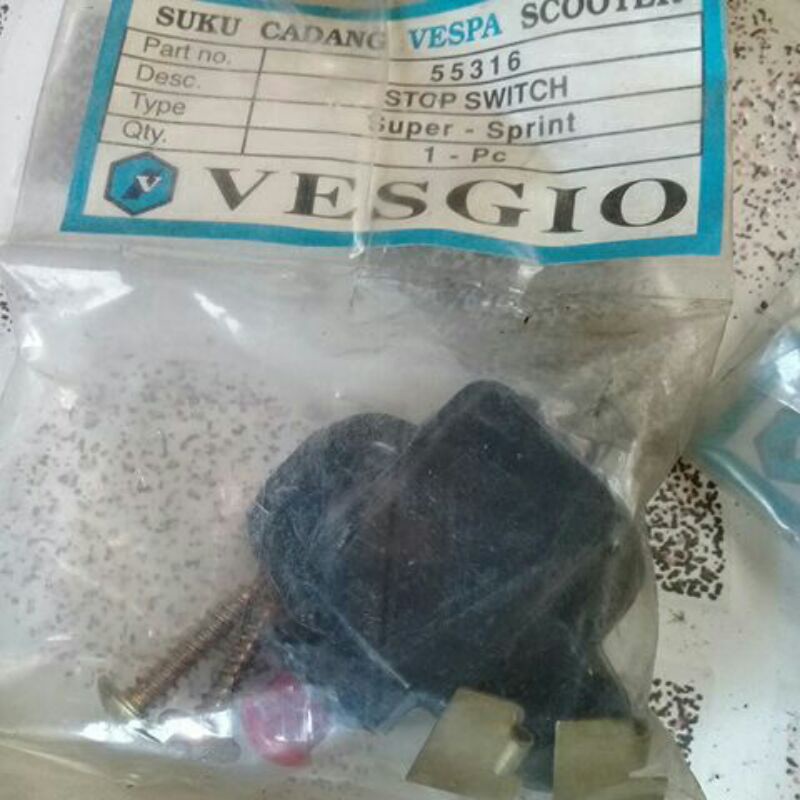 SUKU CADANG VESPA SCOOTER
Part no. 55316
Desc. STOP SWITCH
Type Super - Sprint
Qty. 1 - Pc
V VESGIO